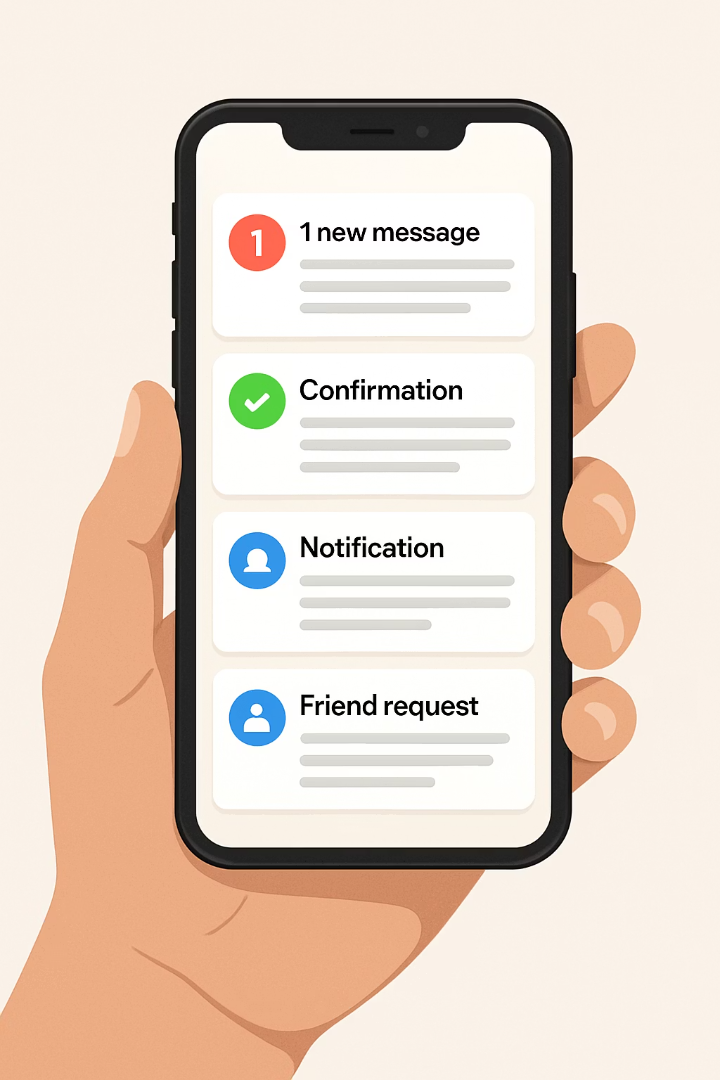 1
1 new message
Confirmation
Notification
Friend request